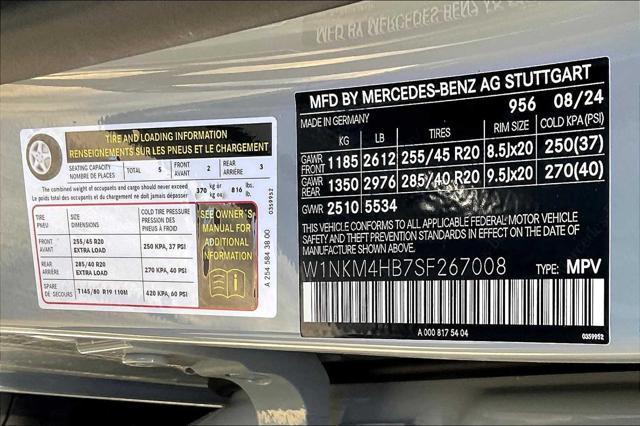 TIRE AND LOADING INFORMATION
RENSEIGNEMENTS SUR LES PNEUS ET LE CHARGEMENT
SEATING CAPACITY
NOMBRE DE PLACES
TOTAL 5
FRONT
AVANT 2
REAR
ARRIÈRE 3
The combined weight of occupants and cargo should never exceed
Le poids total des occupants et du chargement ne doit jamais dépasser
370 kg or
kg ou
816 lbs.
lb.
TIRE
PNEU
SIZE
DIMENSIONS
COLD TIRE PRESSURE
PRESSION DES
PNEUS À FROID
FRONT
AVANT
255/45 R20
EXTRA LOAD
250 KPA, 37 PSI
REAR
ARRIÈRE
285/40 R20
EXTRA LOAD
270 KPA, 40 PSI
SPARE
DE SECOURS
T145/80 R19 110M
420 KPA, 60 PSI
SEE OWNER'S
MANUAL FOR
ADDITIONAL
INFORMATION
A 254 584 38 00
0359952
MFD BY MERCEDES-BENZ AG STUTTGART
MADE IN GERMANY
956 08/24
KG LB TIRES RIM SIZE COLD KPA (PSI)
GAWR
FRONT 1185 2612 255/45 R20 8.5Jx20 250(37)
GAWR
REAR 1350 2976 285/40 R20 9.5Jx20 270(40)
GVWR 2510 5534
THIS VEHICLE CONFORMS TO ALL APPLICABLE FEDERAL MOTOR VEHICLE
SAFETY AND THEFT PREVENTION STANDARDS IN EFFECT ON THE DATE OF
MANUFACTURE SHOWN ABOVE.
W1NKM4HB7SF267008 TYPE: MPV
A 000 817 54 04
0359952